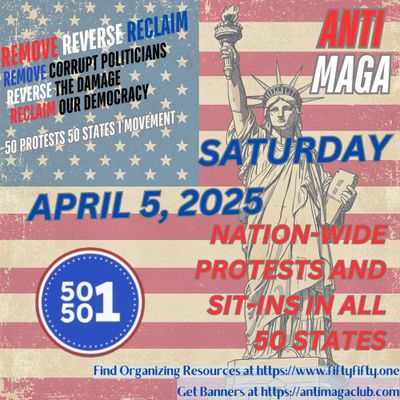 REMOVE REVERSE RECLAIM
REMOVE CORRUPT POLITICIANS
REVERSE THE DAMAGE
RECLAIM OUR DEMOCRACY
50 PROTESTS 50 STATES 1 MOVEMENT
ANTI
MAGA
SATURDAY
APRIL 5, 2025
NATION-WIDE
PROTESTS AND
SIT-INS IN ALL
50 STATES
50
50
1
Find Organizing Resources at https://www.fiftyfifty.one
Get Banners at https://antimagaclub.com